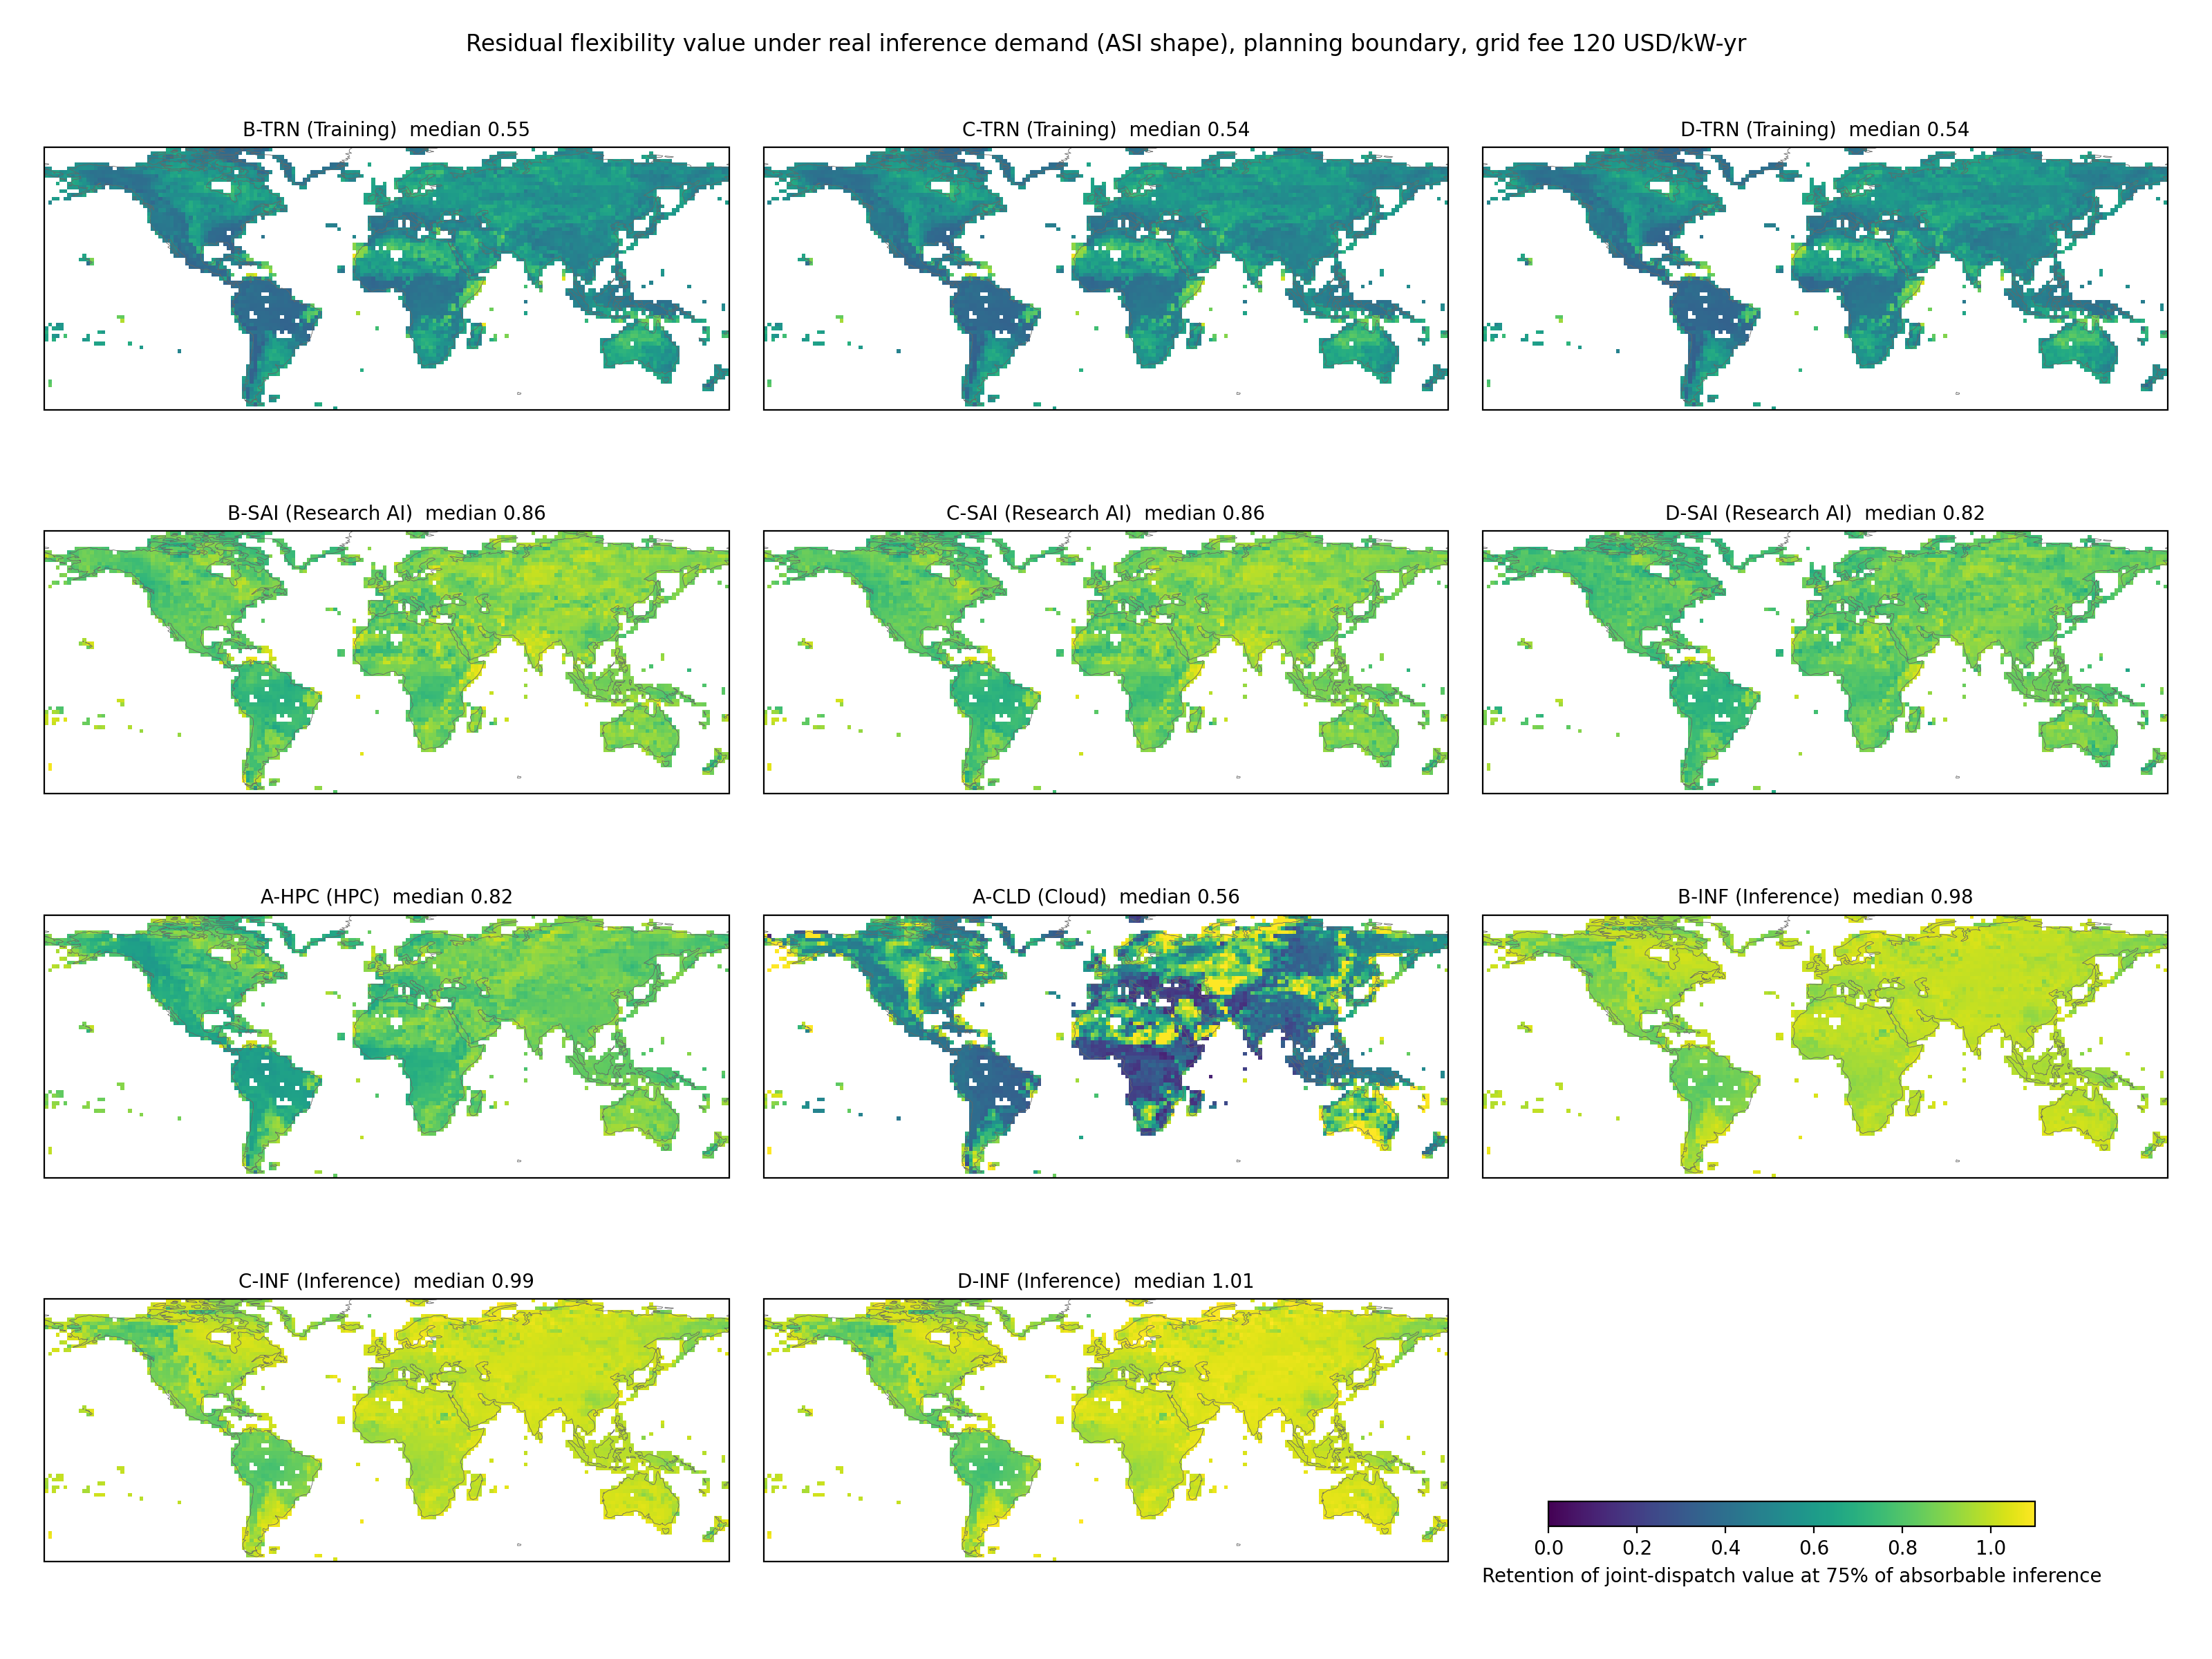 Residual flexibility value under real inference demand (ASI shape), planning boundary, grid fee 120 USD/kW-yr
B-TRN (Training)  median 0.55
C-TRN (Training)  median 0.54
D-TRN (Training)  median 0.54
B-SAI (Research AI)  median 0.86
C-SAI (Research AI)  median 0.86
D-SAI (Research AI)  median 0.82
A-HPC (HPC)  median 0.82
A-CLD (Cloud)  median 0.56
B-INF (Inference)  median 0.98
C-INF (Inference)  median 0.99
D-INF (Inference)  median 1.01
0.0 0.2 0.4 0.6 0.8 1.0
Retention of joint-dispatch value at 75% of absorbable inference